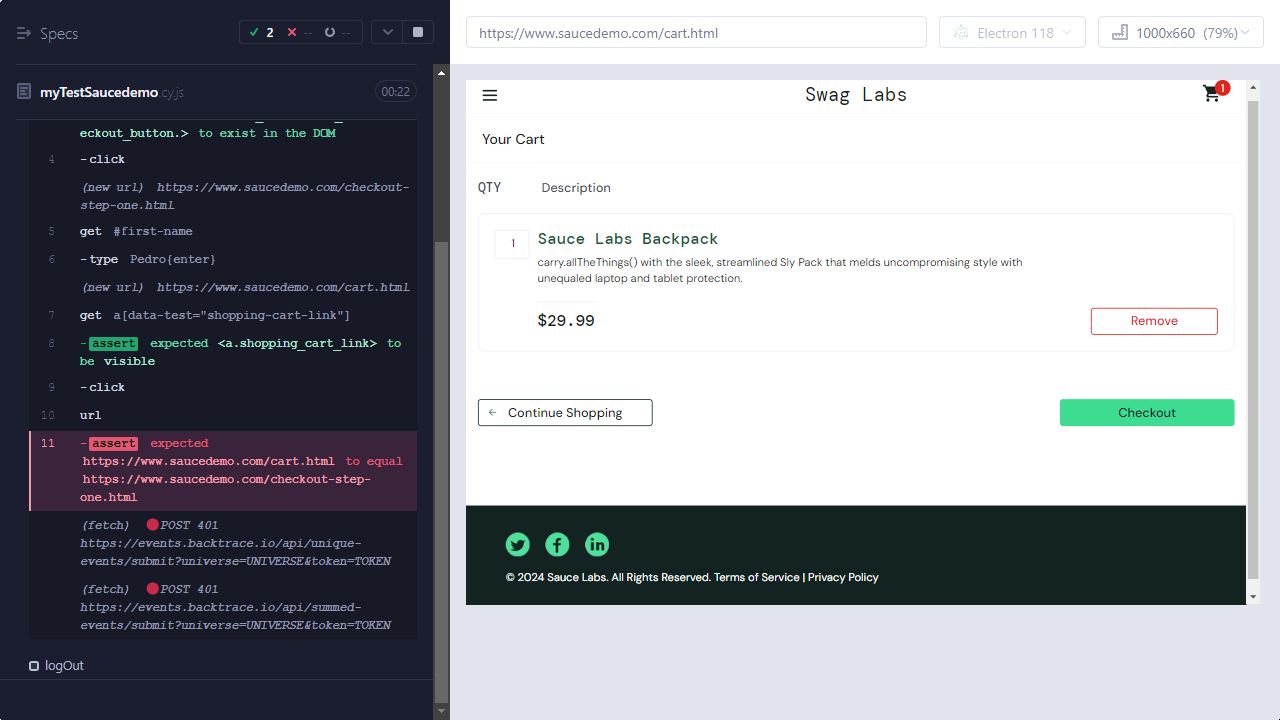 Specs
2
--
--
myTestSaucedemo.cy.js
00:22
eckout_button.> to exist in the DOM
4 -click
(new url) https://www.saucedemo.com/checkout-
step-one.html
5 get #first-name
6 -type Pedro{enter}
(new url) https://www.saucedemo.com/cart.html
7 get a[data-test="shopping-cart-link"]
8 -assert expected <a.shopping_cart_link> to
be visible
9 -click
10 url
11 -assert expected
https://www.saucedemo.com/cart.html to equal
https://www.saucedemo.com/checkout-step-
one.html
(fetch) POST 401
https://events.backtrace.io/api/unique-
events/submit?universe=UNIVERSE&token=TOKEN
(fetch) POST 401
https://events.backtrace.io/api/summed-
events/submit?universe=UNIVERSE&token=TOKEN
logOut
https://www.saucedemo.com/cart.html
Electron 118
1000x660 (79%)
Swag Labs
1
Your Cart
QTY Description
1
Sauce Labs Backpack
carry.allTheThings() with the sleek, streamlined Sly Pack that melds uncompromising style with
unequaled laptop and tablet protection.
$29.99
Remove
Continue Shopping
Checkout
© 2024 Sauce Labs. All Rights Reserved. Terms of Service | Privacy Policy